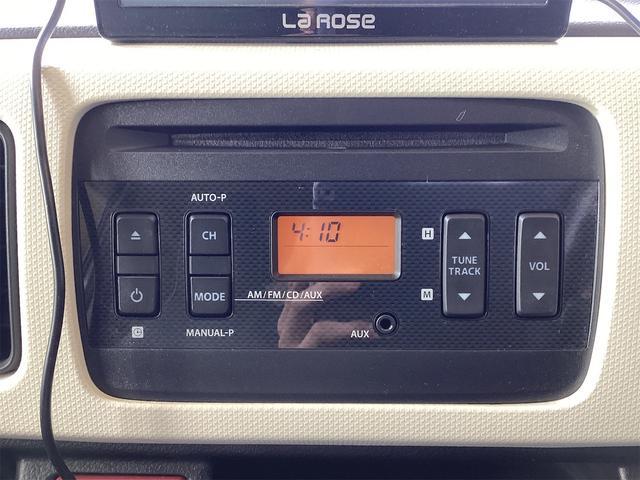 La Rose
AUTO-P
CH
4:10
H
TUNE
TRACK
VOL
MODE
AM/FM/CD/AUX
M
MANUAL-P
AUX